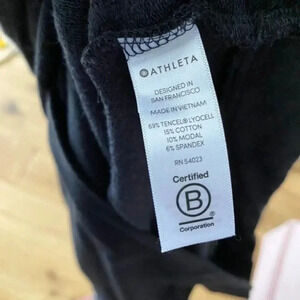 ATHLETA
DESIGNED IN
SAN FRANCISCO
MADE IN VIETNAM
69% TENCEL® LYOCELL
15% COTTON
10% MODAL
6% SPANDEX
RN 54023
Certified
B
Corporation